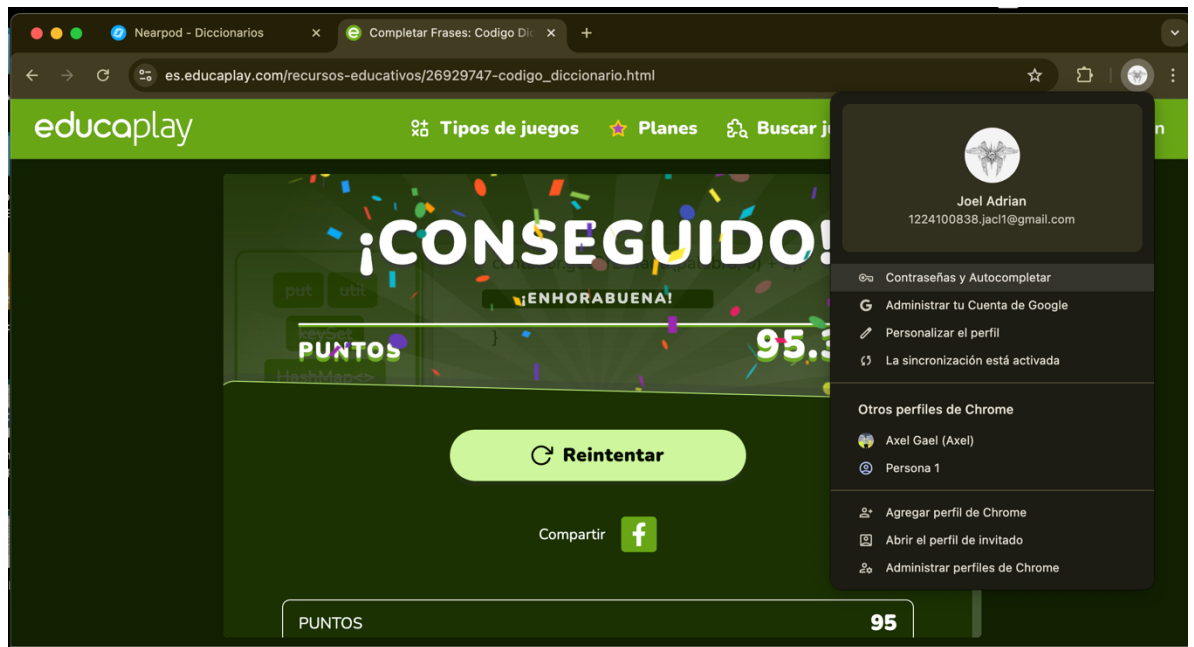 Nearpod - Diccionarios
Completar Frases: Codigo Dic
es.educaplay.com/recursos-educativos/26929747-codigo_diccionario.html
educaplay
Tipos de juegos
Planes
Buscar j
n
¡CONSEGUIDO!
put util
¡ENHORABUENA!
keySet
}
PUNTOS
95.3
HashMap<>
Reintentar
Compartir
f
PUNTOS
95
Joel Adrian
1224100838.jacl1@gmail.com
Contraseñas y Autocompletar
Administrar tu Cuenta de Google
Personalizar el perfil
La sincronización está activada
Otros perfiles de Chrome
Axel Gael (Axel)
Persona 1
Agregar perfil de Chrome
Abrir el perfil de invitado
Administrar perfiles de Chrome